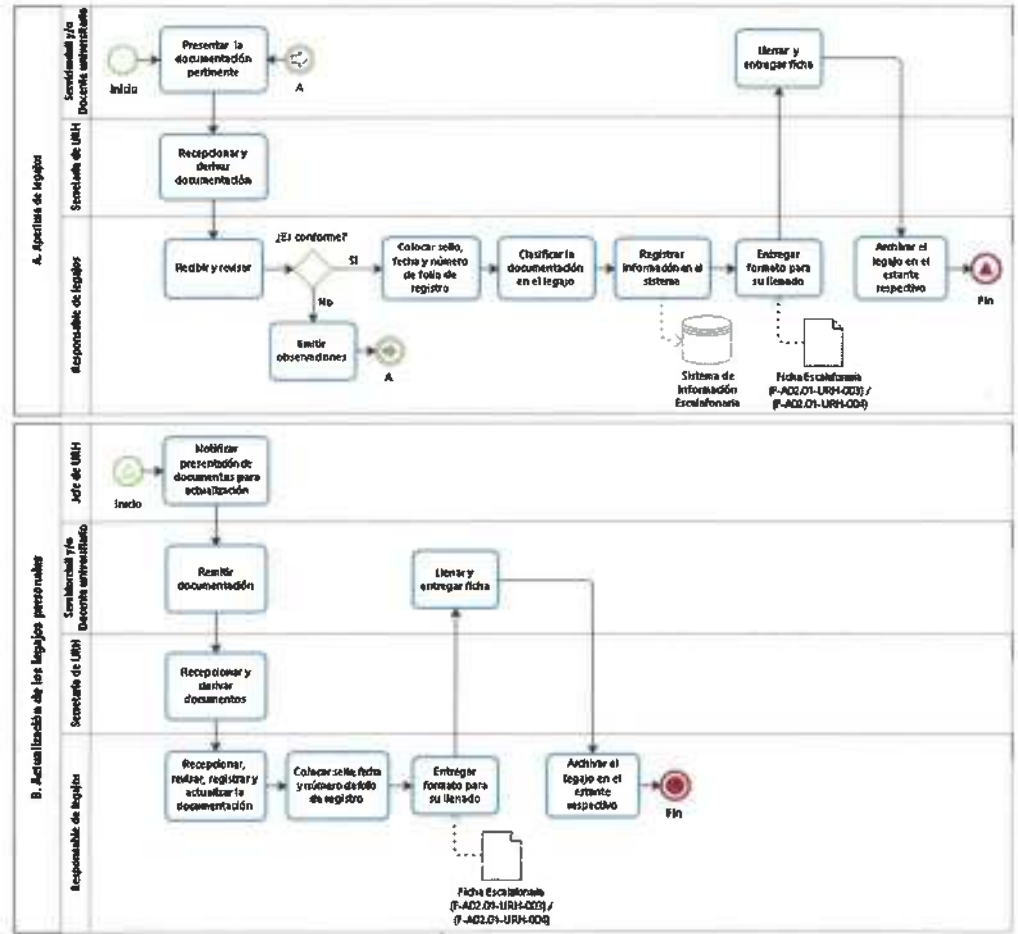 A. Apertura de legajos
Servidor(a) y/o
Docente universitario
Inicio
Presentar la
documentación
pertinente
A
Llenar y
entregar ficha
Secretaria de URH
Recepcionar y
derivar
documentación
Responsable de legajos
Recibir y revisar
¿Es conforme?
SI
No
Emitir
observaciones
A
Colocar sello,
fecha y número
de folio de
registro
Clasificar la
documentación
en el legajo
Registrar
información en el
sistema
Sistema de
Información
Escalafonaria
Entregar
formato para
su llenado
Ficha Escalafonaria
(F-A02.01-URH-003) /
(F-A02.01-URH-004)
Archivar el
legajo en el
estante
respectivo
Fin
B. Actualización de los legajos personales
Jefe de URH
Inicio
Notificar
presentación de
documentos para
actualización
Servidor(a) y/o
Docente universitario
Remitir
documentación
Llenar y
entregar ficha
Secretaria de URH
Recepcionar y
derivar
documentos
Responsable de legajos
Recepcionar,
revisar, registrar y
actualizar la
documentación
Colocar sello, fecha
y número de folio
de registro
Entregar
formato para
su llenado
Ficha Escalafonaria
(F-A02.01-URH-003) /
(F-A02.01-URH-004)
Archivar el
legajo en el
estante
respectivo
Fin